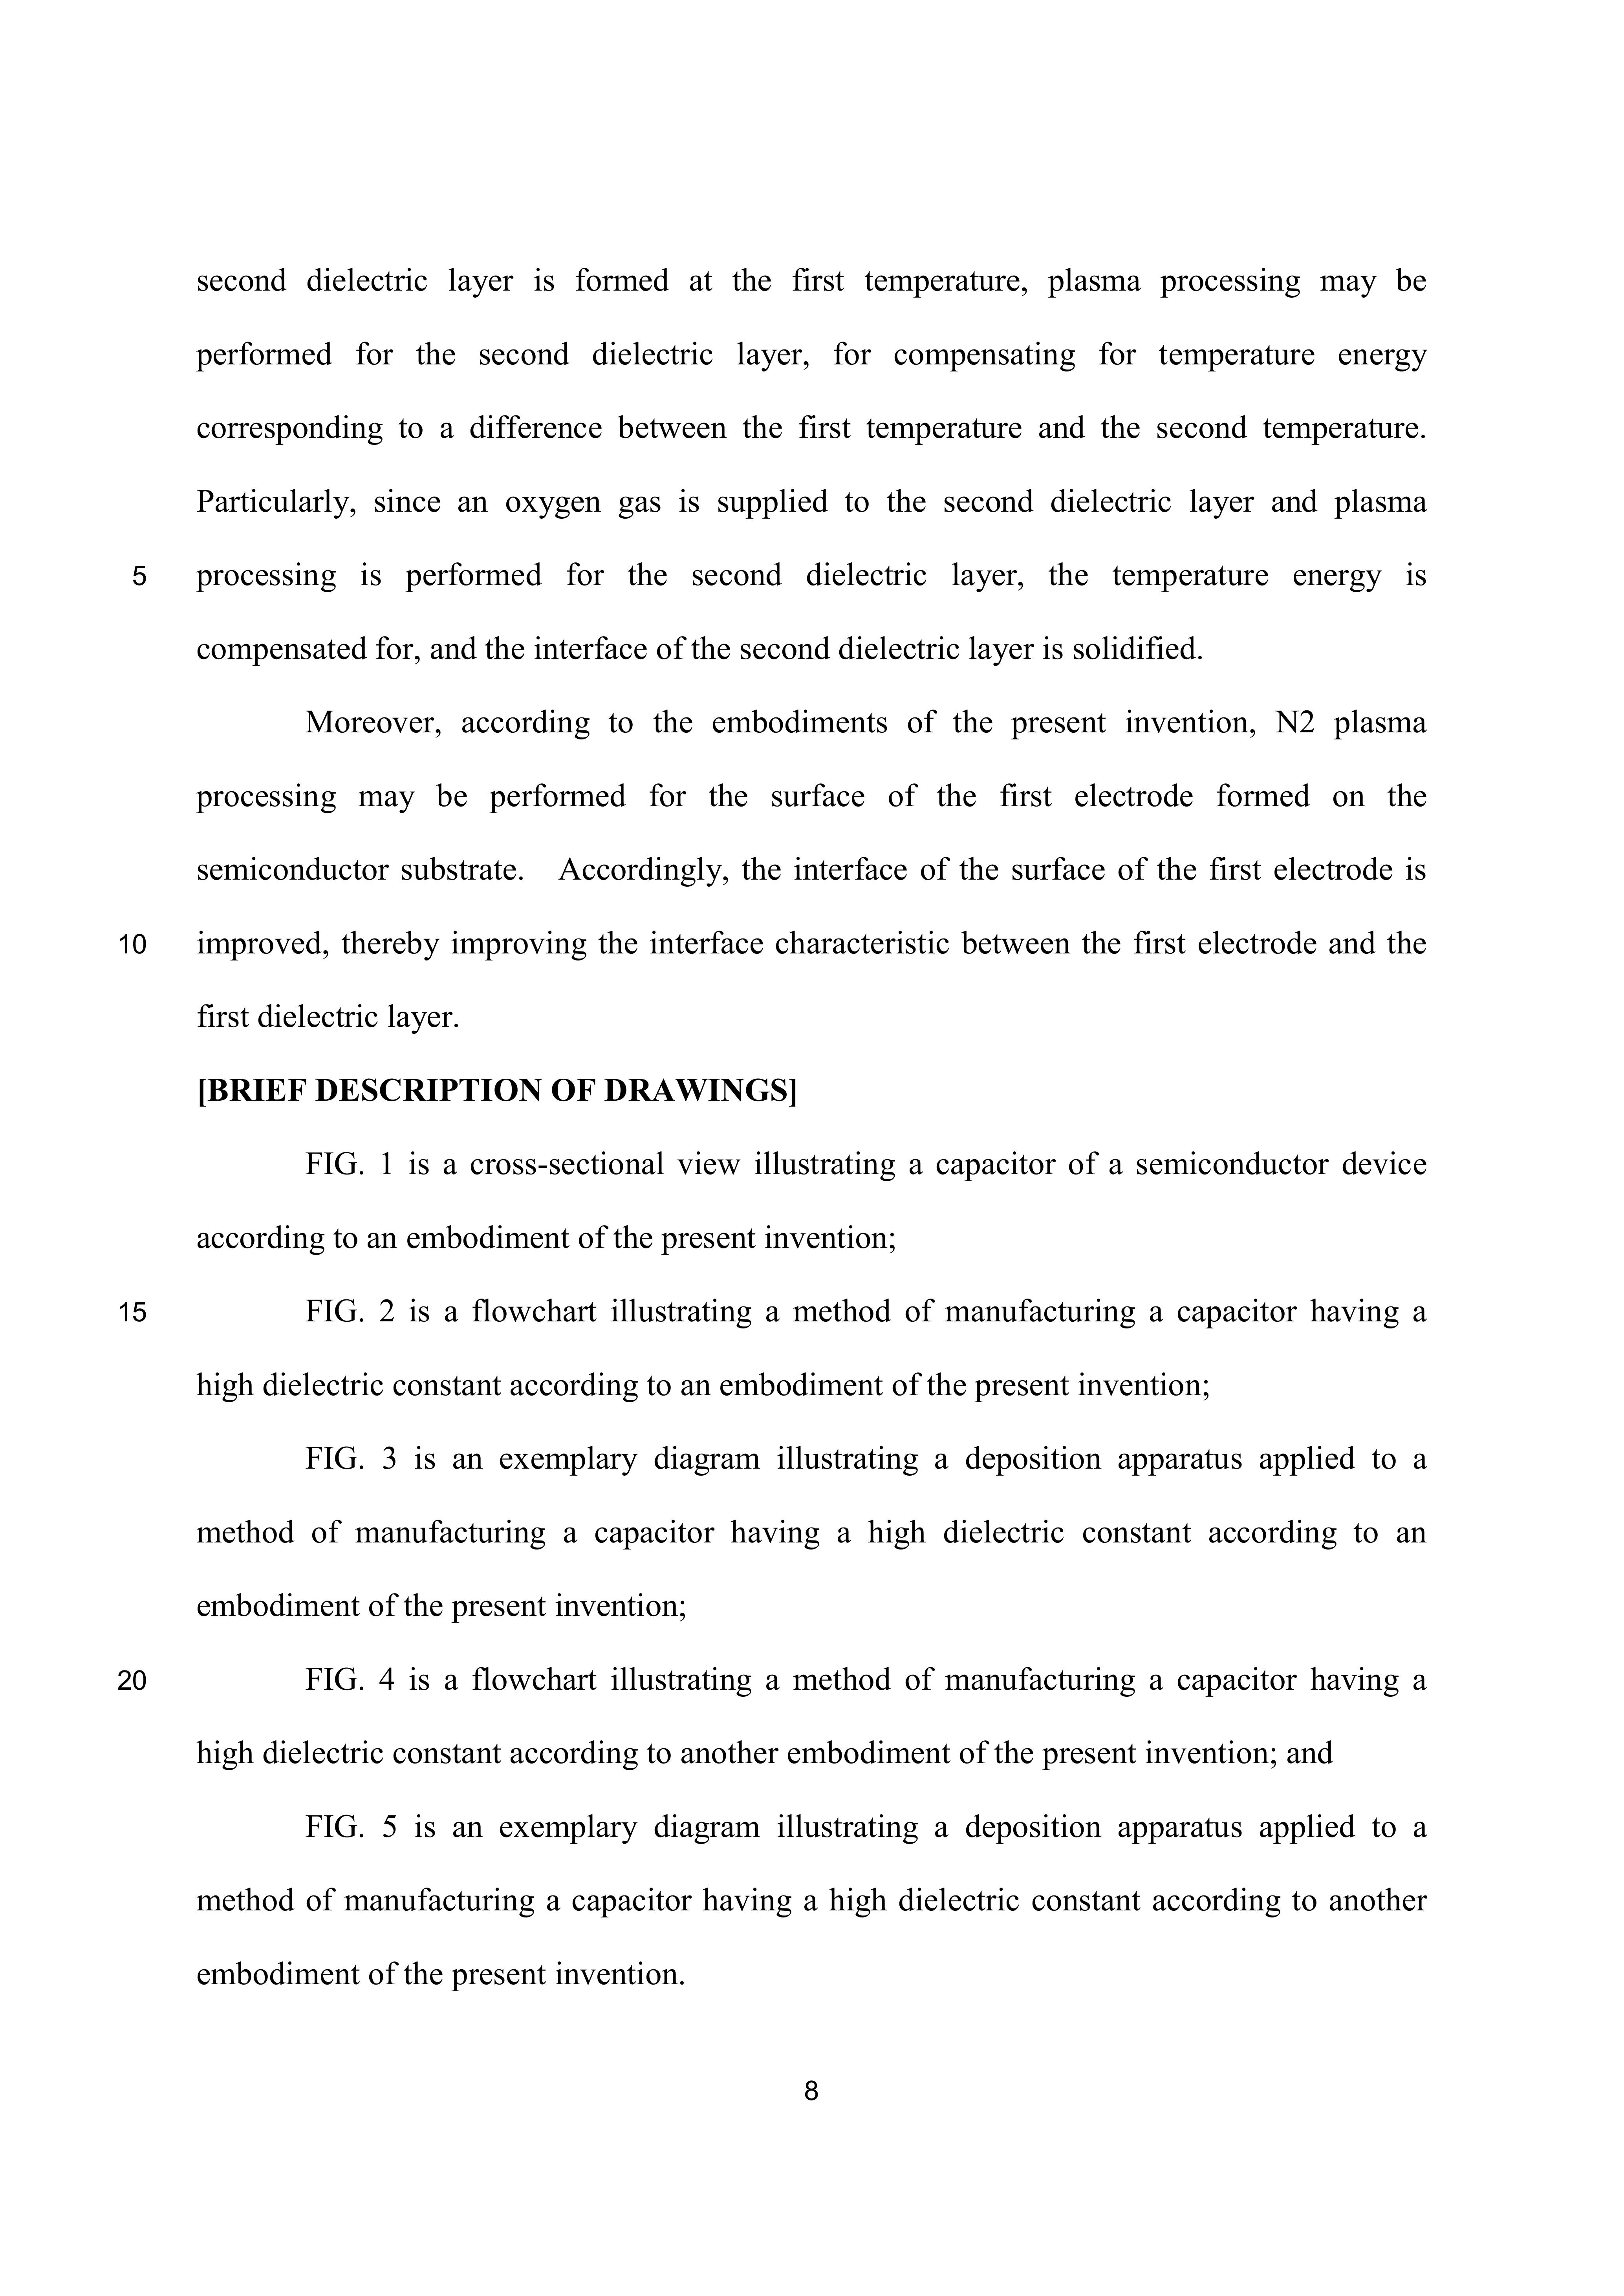 second dielectric layer is formed at the first temperature, plasma processing may be
performed for the second dielectric layer, for compensating for temperature energy
corresponding to a difference between the first temperature and the second temperature.
Particularly, since an oxygen gas is supplied to the second dielectric layer and plasma
5 processing is performed for the second dielectric layer, the temperature energy is
compensated for, and the interface of the second dielectric layer is solidified.
Moreover, according to the embodiments of the present invention, N2 plasma
processing may be performed for the surface of the first electrode formed on the
semiconductor substrate. Accordingly, the interface of the surface of the first electrode is
10 improved, thereby improving the interface characteristic between the first electrode and the
first dielectric layer.
[BRIEF DESCRIPTION OF DRAWINGS]
FIG. 1 is a cross-sectional view illustrating a capacitor of a semiconductor device
according to an embodiment of the present invention;
15 FIG. 2 is a flowchart illustrating a method of manufacturing a capacitor having a
high dielectric constant according to an embodiment of the present invention;
FIG. 3 is an exemplary diagram illustrating a deposition apparatus applied to a
method of manufacturing a capacitor having a high dielectric constant according to an
embodiment of the present invention;
20 FIG. 4 is a flowchart illustrating a method of manufacturing a capacitor having a
high dielectric constant according to another embodiment of the present invention; and
FIG. 5 is an exemplary diagram illustrating a deposition apparatus applied to a
method of manufacturing a capacitor having a high dielectric constant according to another
embodiment of the present invention.
8